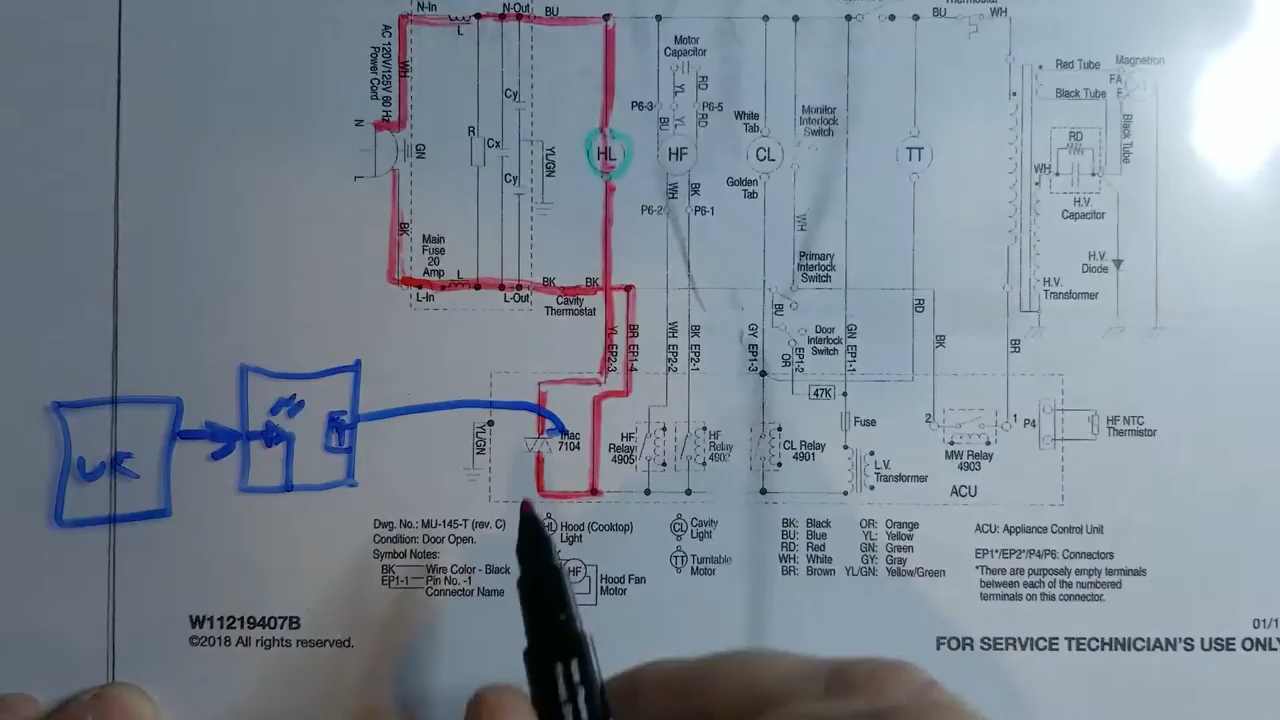 N-In
N-Out
BU
BU
WH
L
AC 120V/125V 60 Hz
Power Cord
WH
Motor
Capacitor
YL
RD
P6-3
P6-5
BU
YL
RD
Red Tube
Magnetron
FA
Black Tube
F
Black Tube
N
L
GN
R
Cx
Cy
Cy
YL/GN
HL
HF
White
Tab
CL
Golden
Tab
Monitor
Interlock
Switch
TT
RD
WH
H.V.
Capacitor
WH
BK
P6-2
P6-1
WH
BK
Main
Fuse
20
Amp
L
L-In
L-Out
BK
BK
Cavity
Thermostat
Primary
Interlock
Switch
H.V.
Diode
H.V.
Transformer
BU
Door
Interlock
Switch
RD
BK
BR
YL EP2-3
BR EP1-4
WH EP2-2
BK EP2-1
GY EP1-3
OR EP1-2
GN EP1-1
47K
Fuse
YL/GN
Triac
7104
HF
Relay
4905
HF
Relay
4902
CL Relay
4901
L.V.
Transformer
2
1
MW Relay
4903
P4
HF NTC
Thermistor
ACU
Dwg. No.: MU-145-T (rev. C)
Condition: Door Open.
Symbol Notes:
BK Wire Color - Black
EP1-1 Pin No. -1
Connector Name
HL Hood (Cooktop)
Light
HF Hood Fan
Motor
CL Cavity
Light
TT Turntable
Motor
BK: Black
BU: Blue
RD: Red
WH: White
BR: Brown
OR: Orange
YL: Yellow
GN: Green
GY: Gray
YL/GN: Yellow/Green
ACU: Appliance Control Unit
EP1*/EP2*/P4/P6: Connectors
*There are purposely empty terminals
between each of the numbered
terminals on this connector.
W11219407B
©2018 All rights reserved.
01/1
FOR SERVICE TECHNICIAN'S USE ONLY